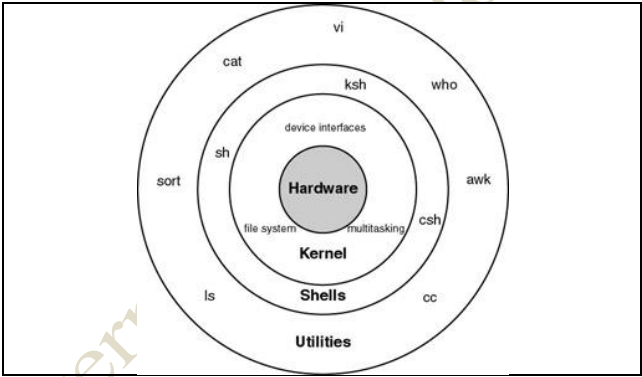 vi
cat
ksh
who
device interfaces
sh
sort
Hardware
awk
csh
file system
multitasking
Kernel
ls
Shells
cc
Utilities